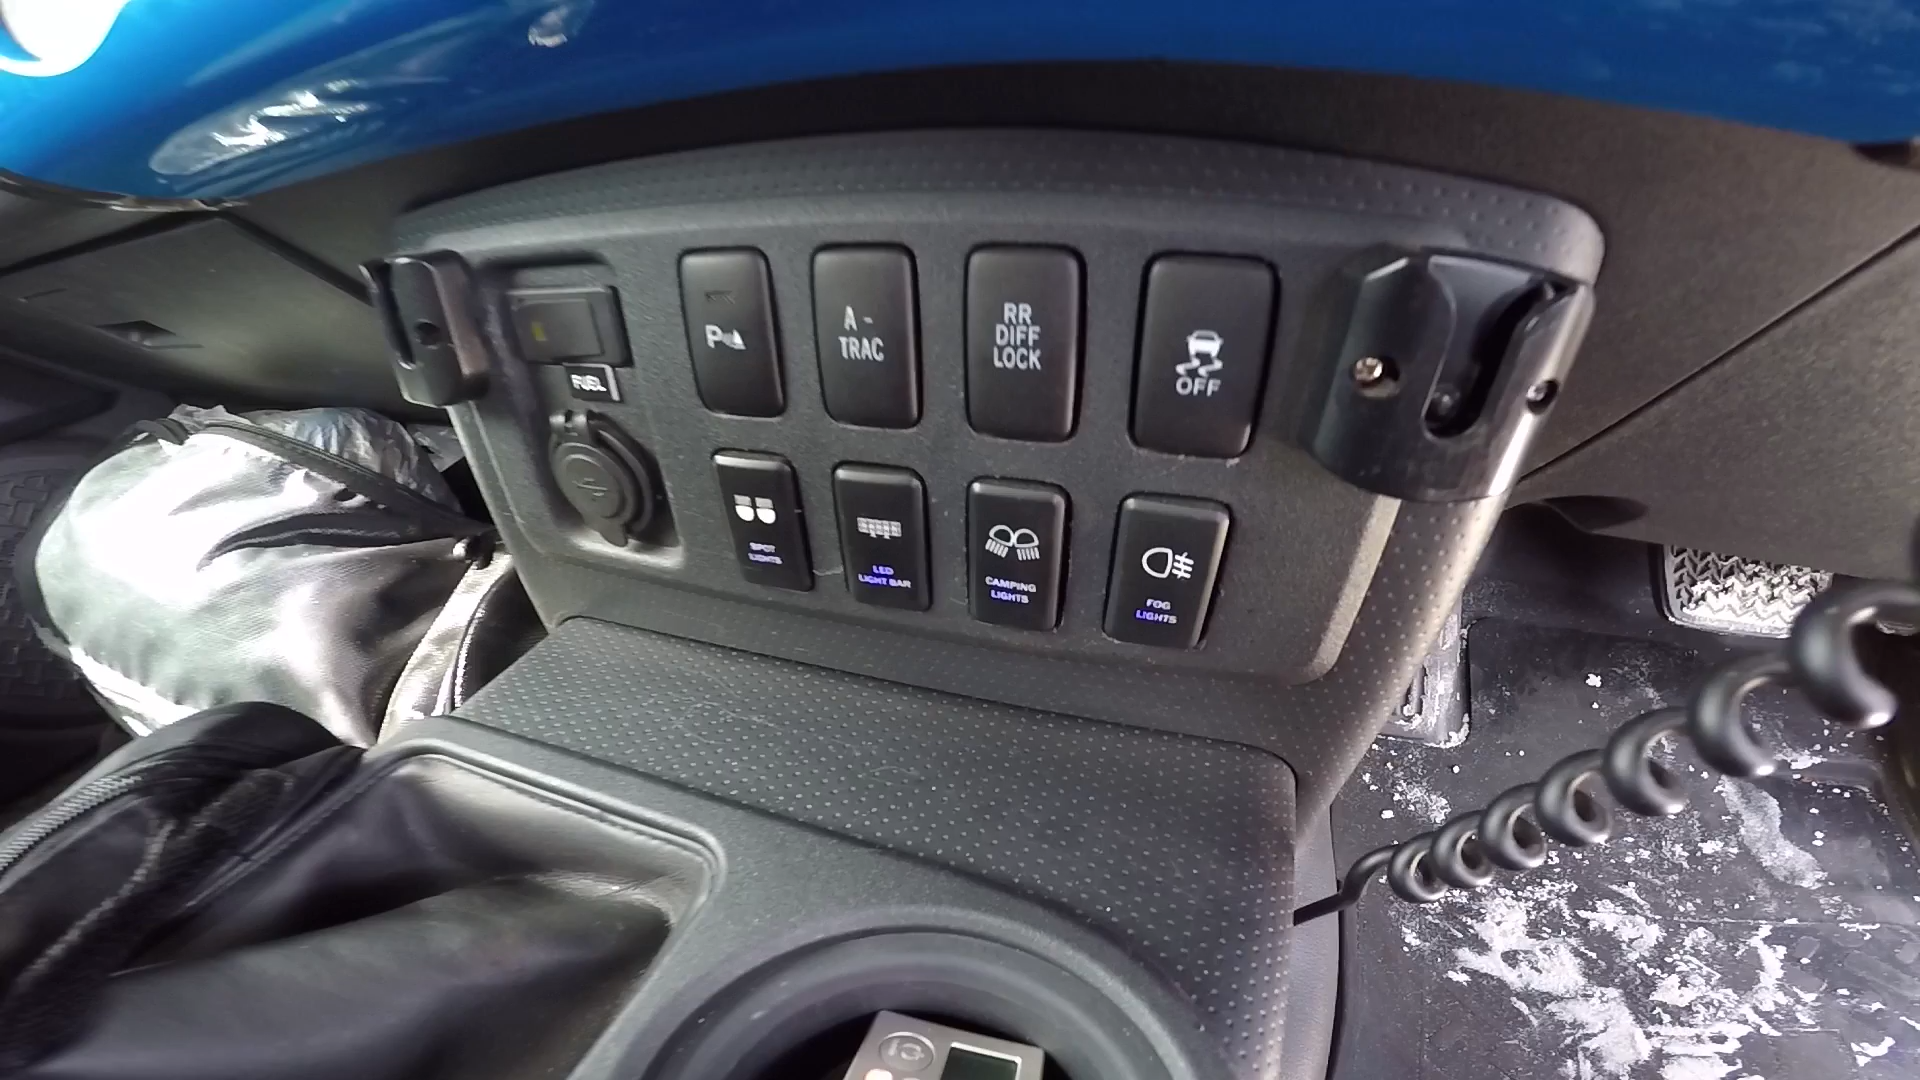 FUEL
P
A -
TRAC
RR
DIFF
LOCK
OFF
SPOT
LIGHTS
LED
LIGHT BAR
CAMPING
LIGHTS
FOG
LIGHTS